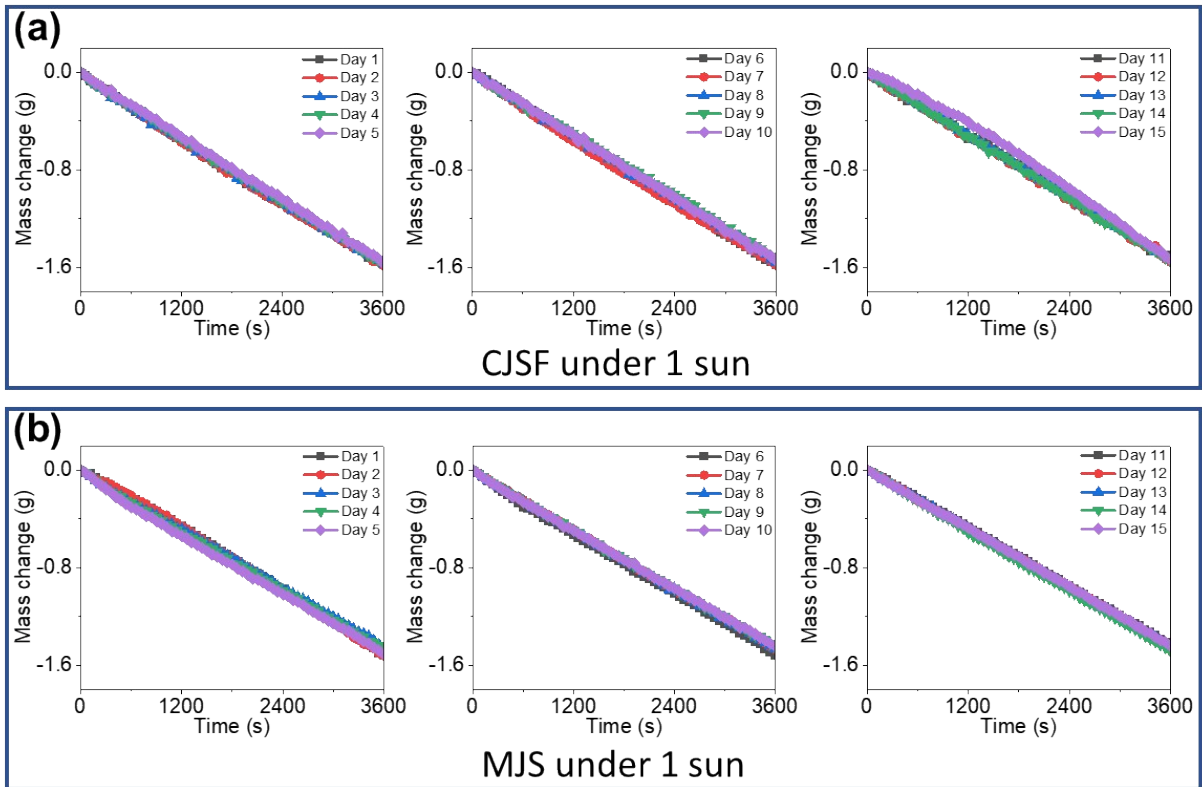 (a)
0.0
-0.8
-1.6
Mass change (g)
Day 1
Day 2
Day 3
Day 4
Day 5
0 1200 2400 3600
Time (s)
0.0
-0.8
-1.6
Mass change (g)
Day 6
Day 7
Day 8
Day 9
Day 10
0 1200 2400 3600
Time (s)
0.0
-0.8
-1.6
Mass change (g)
Day 11
Day 12
Day 13
Day 14
Day 15
0 1200 2400 3600
Time (s)
CJSF under 1 sun
(b)
0.0
-0.8
-1.6
Mass change (g)
Day 1
Day 2
Day 3
Day 4
Day 5
0 1200 2400 3600
Time (s)
0.0
-0.8
-1.6
Mass change (g)
Day 6
Day 7
Day 8
Day 9
Day 10
0 1200 2400 3600
Time (s)
0.0
-0.8
-1.6
Mass change (g)
Day 11
Day 12
Day 13
Day 14
Day 15
0 1200 2400 3600
Time (s)
MJS under 1 sun